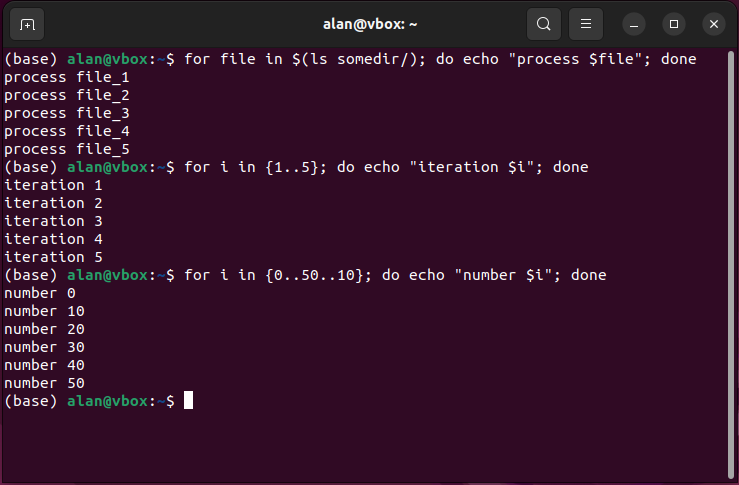 alan@vbox: ~
(base) alan@vbox:~$ for file in $(ls somedir/); do echo "process $file"; done
process file_1
process file_2
process file_3
process file_4
process file_5
(base) alan@vbox:~$ for i in {1..5}; do echo "iteration $i"; done
iteration 1
iteration 2
iteration 3
iteration 4
iteration 5
(base) alan@vbox:~$ for i in {0..50..10}; do echo "number $i"; done
number 0
number 10
number 20
number 30
number 40
number 50
(base) alan@vbox:~$